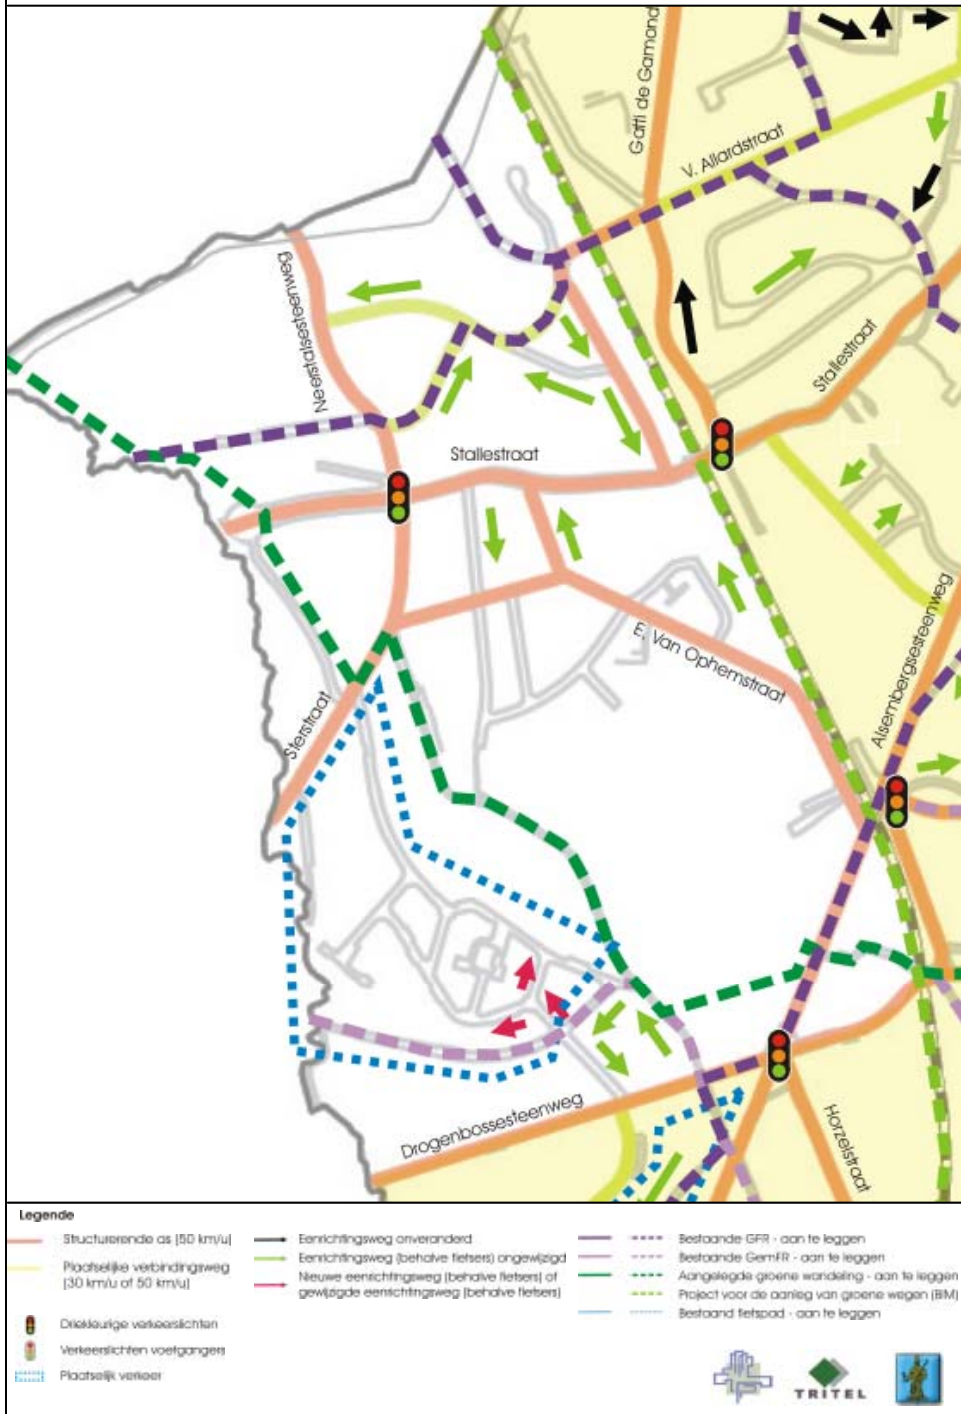 Gatti de Gamond
V. Allardstraat
Neerstalsesteenweg
Stallestraat
Stallestraat
E. Van Ophemstraat
Alsembergsesteenweg
Sterstraat
Drogenbossesteenweg
Horzelstraat
Legende
Structurerende as (50 km/u)
Plaatselijke verbindingsweg
(30 km/u of 50 km/u)
Driekleurige verkeerslichten
Verkeerslichten voetgangers
Plaatselijk verkeer
Eenrichtingsweg onveranderd
Eenrichtingsweg (behalve fietsers) ongewijzigd
Nieuwe eenrichtingsweg (behalve fietsers) of
gewijzigde eenrichtingsweg (behalve fietsers)
Bestaande GFR - aan te leggen
Bestaande GemFR - aan te leggen
Aangelegde groene wandeling - aan te leggen
Project voor de aanleg van groene wegen (BIM)
Bestaand fietspad - aan te leggen
TRITEL